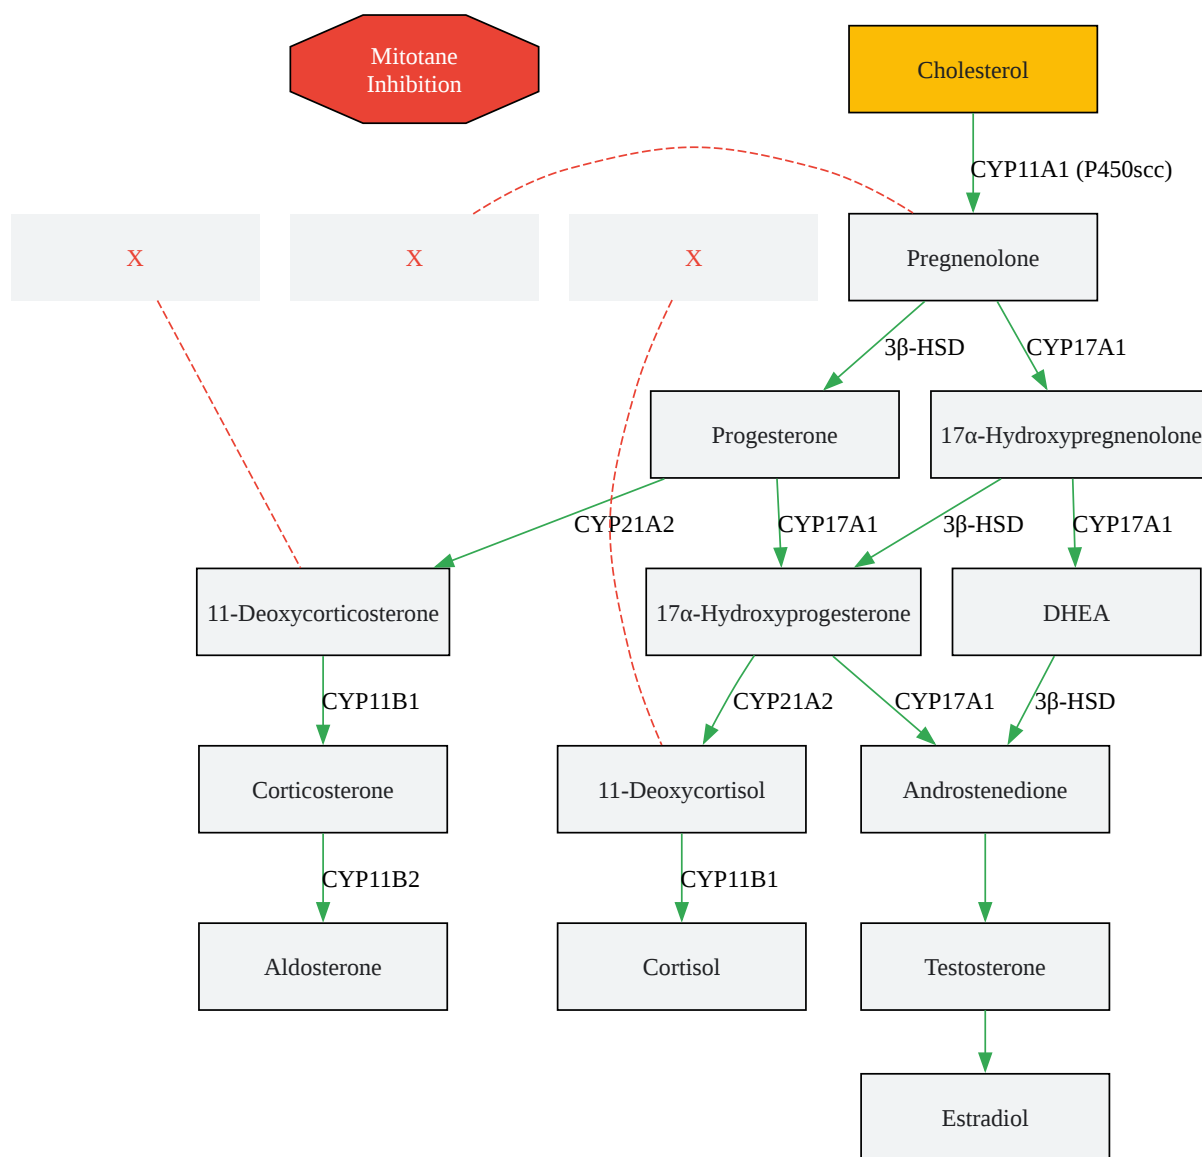 Mitotane
Inhibition
Cholesterol
CYP11A1 (P450scc)
X
X
X
Pregnenolone
3β-HSD
CYP17A1
Progesterone
17α-Hydroxypregnenolone
CYP21A2
CYP17A1
3β-HSD
CYP17A1
11-Deoxycorticosterone
17α-Hydroxyprogesterone
DHEA
CYP11B1
CYP21A2
CYP17A1
3β-HSD
Corticosterone
11-Deoxycortisol
Androstenedione
CYP11B2
CYP11B1
Aldosterone
Cortisol
Testosterone
Estradiol